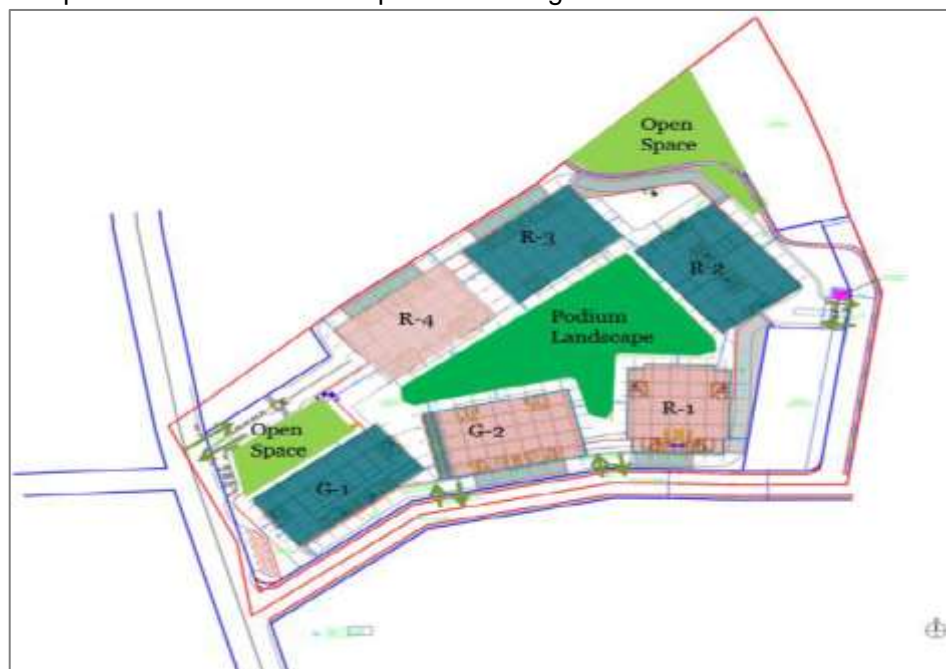 Open
Space
R-3
R-2
R-4
Podium
Landscape
R-1
G-2
Open
Space
G-1